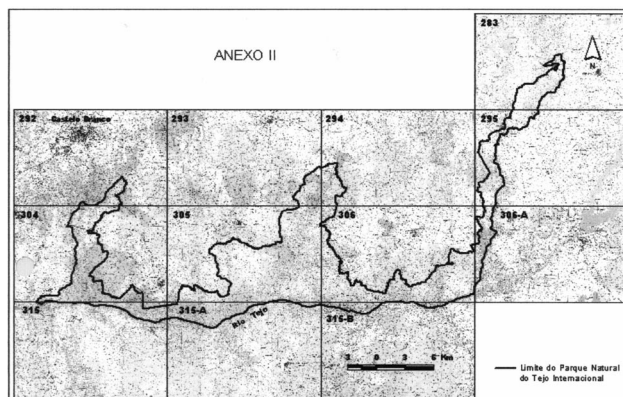 283
ANEXO II
N
292
Castelo Branco
293
294
295
304
305
306
306-A
315
315-A
Rio Tejo
315-B
3 0 3 6 Km
Limite do Parque Natural
do Tejo Internacional